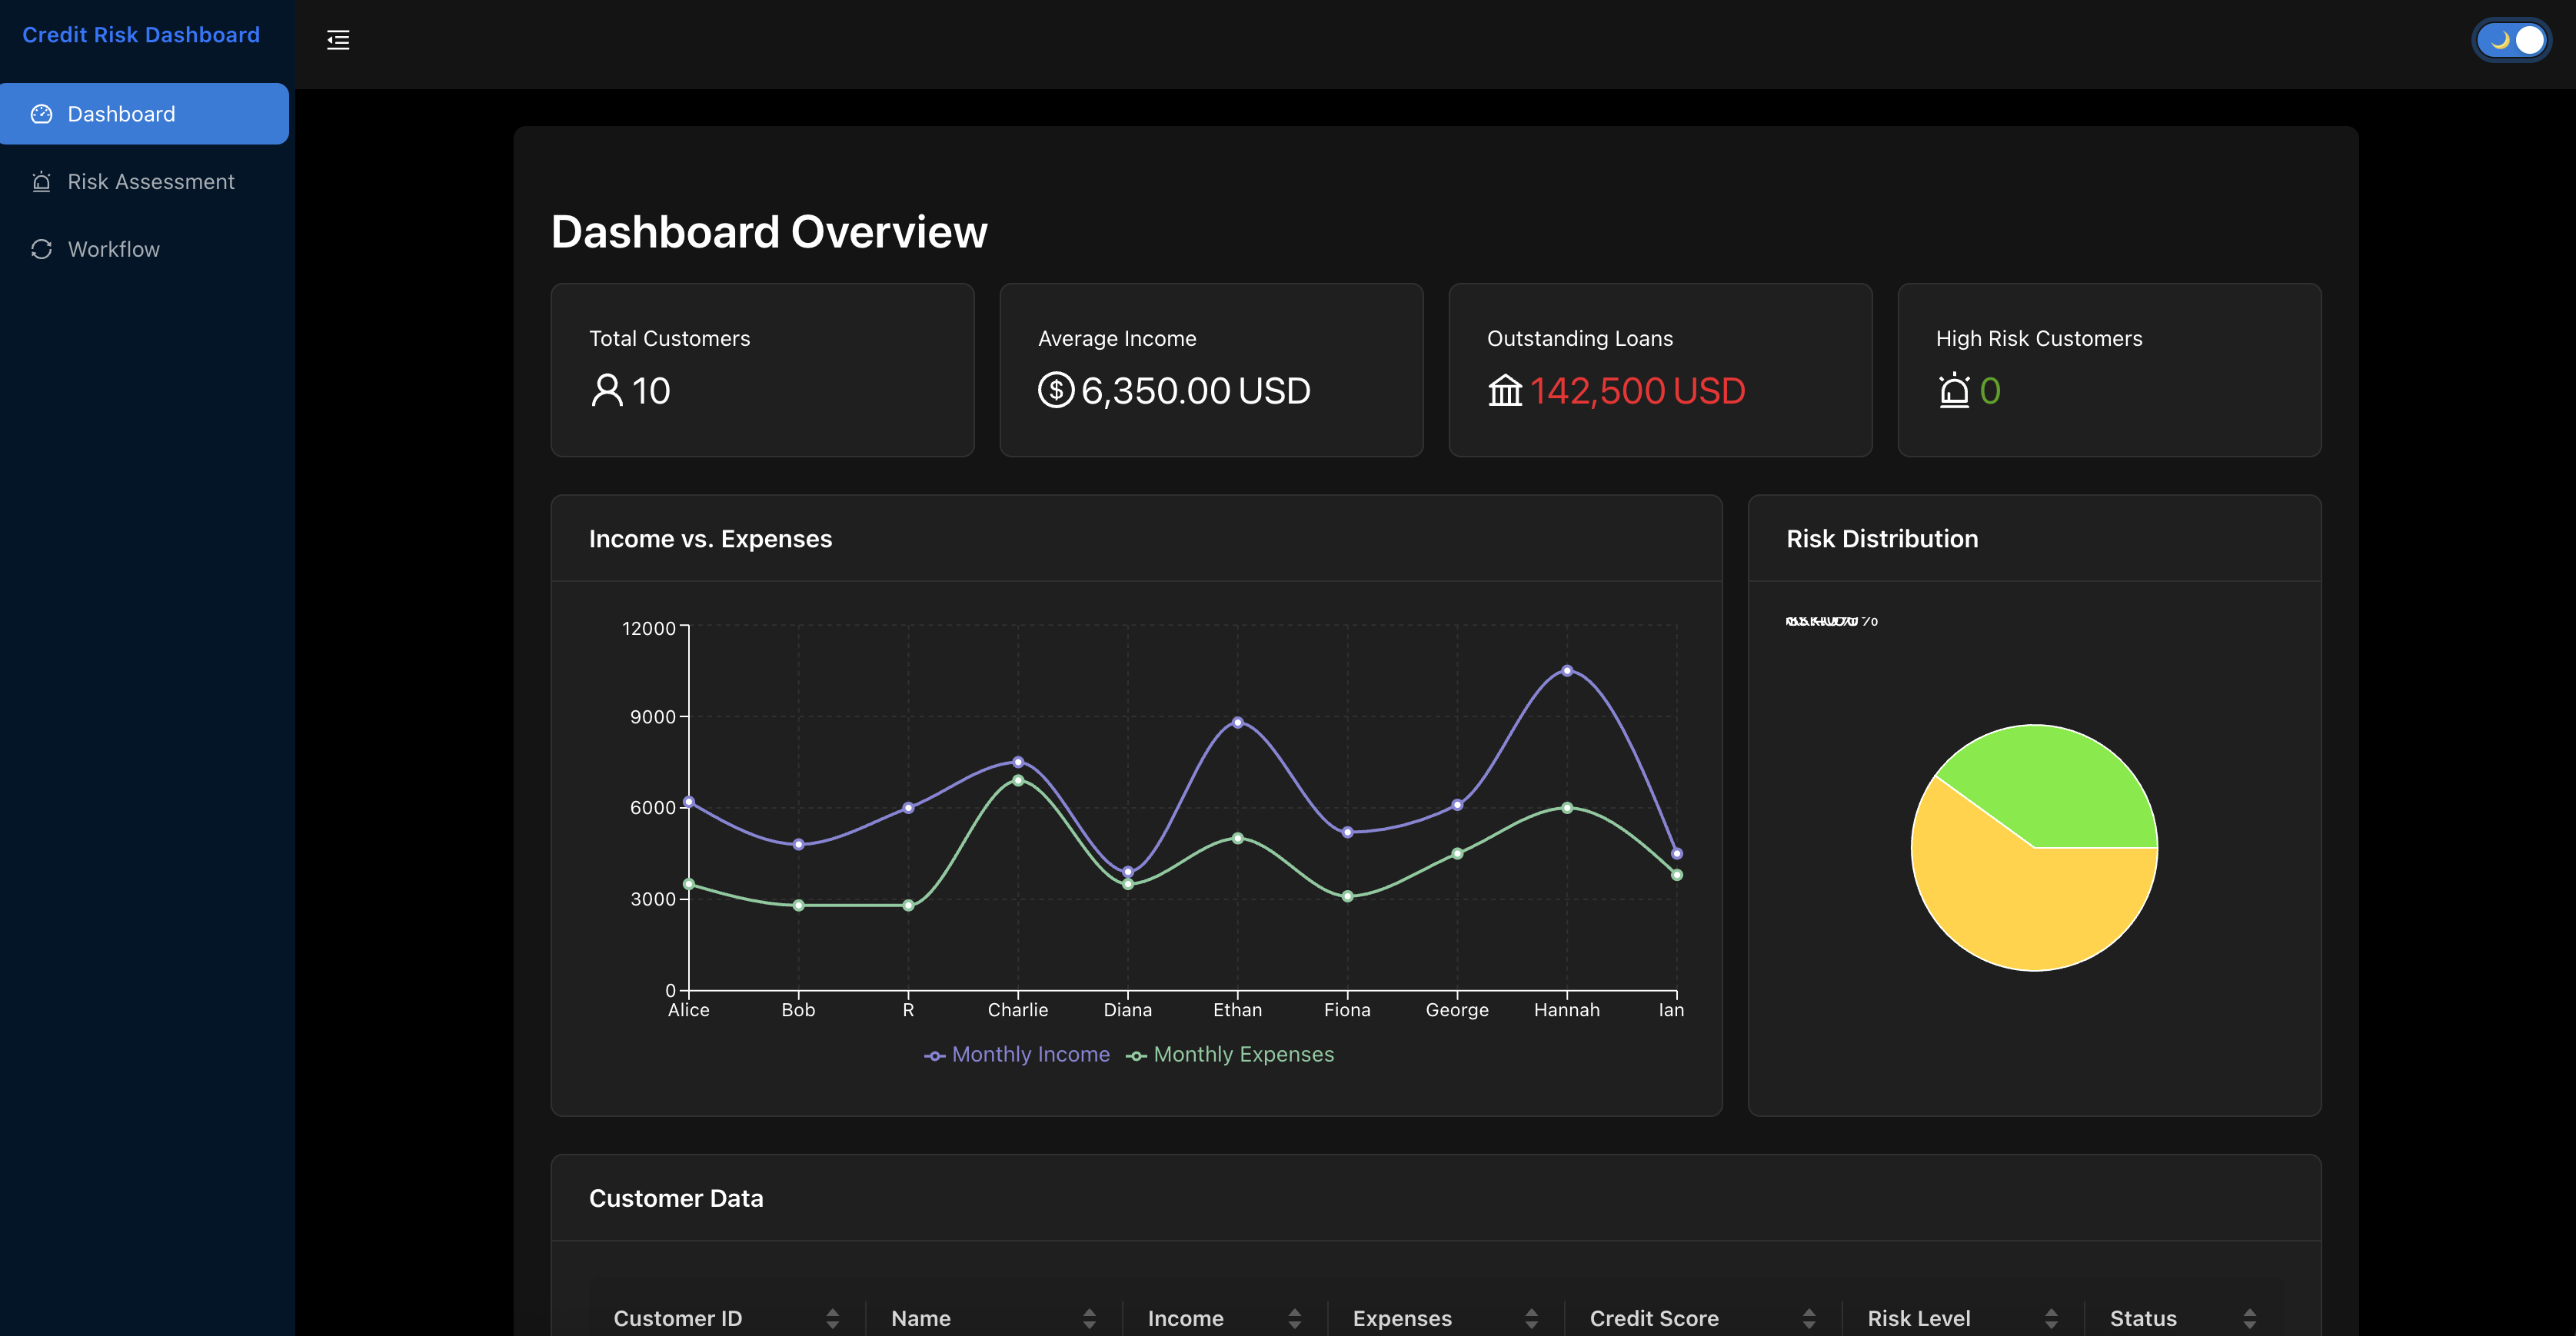 Credit Risk Dashboard
Dashboard
Risk Assessment
Workflow
Dashboard Overview
Total Customers
10
Average Income
$ 6,350.00 USD
Outstanding Loans
142,500 USD
High Risk Customers
0
Income vs. Expenses
12000
9000
6000
3000
0
Alice Bob R Charlie Diana Ethan Fiona George Hannah Ian
Monthly Income Monthly Expenses
Risk Distribution
Customer Data
Customer ID Name Income Expenses Credit Score Risk Level Status